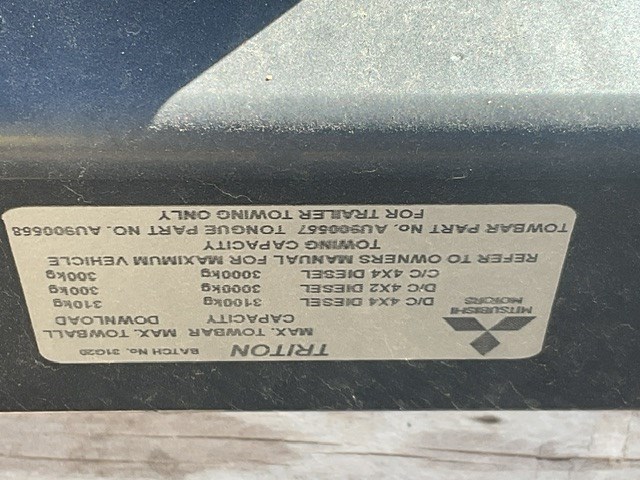 TRITON BATCH No. 31G20
MITSUBISHI
MOTORS
MAX. TOWBAR MAX. TOWBALL
CAPACITY DOWNLOAD
D/C 4X4 DIESEL 3100kg 310kg
D/C 4X2 DIESEL 3000kg 300kg
C/C 4X4 DIESEL 3000kg 300kg
REFER TO OWNERS MANUAL FOR MAXIMUM VEHICLE
TOWING CAPACITY
TOWBAR PART No. AU900567 TONGUE PART NO. AU900568
FOR TRAILER TOWING ONLY